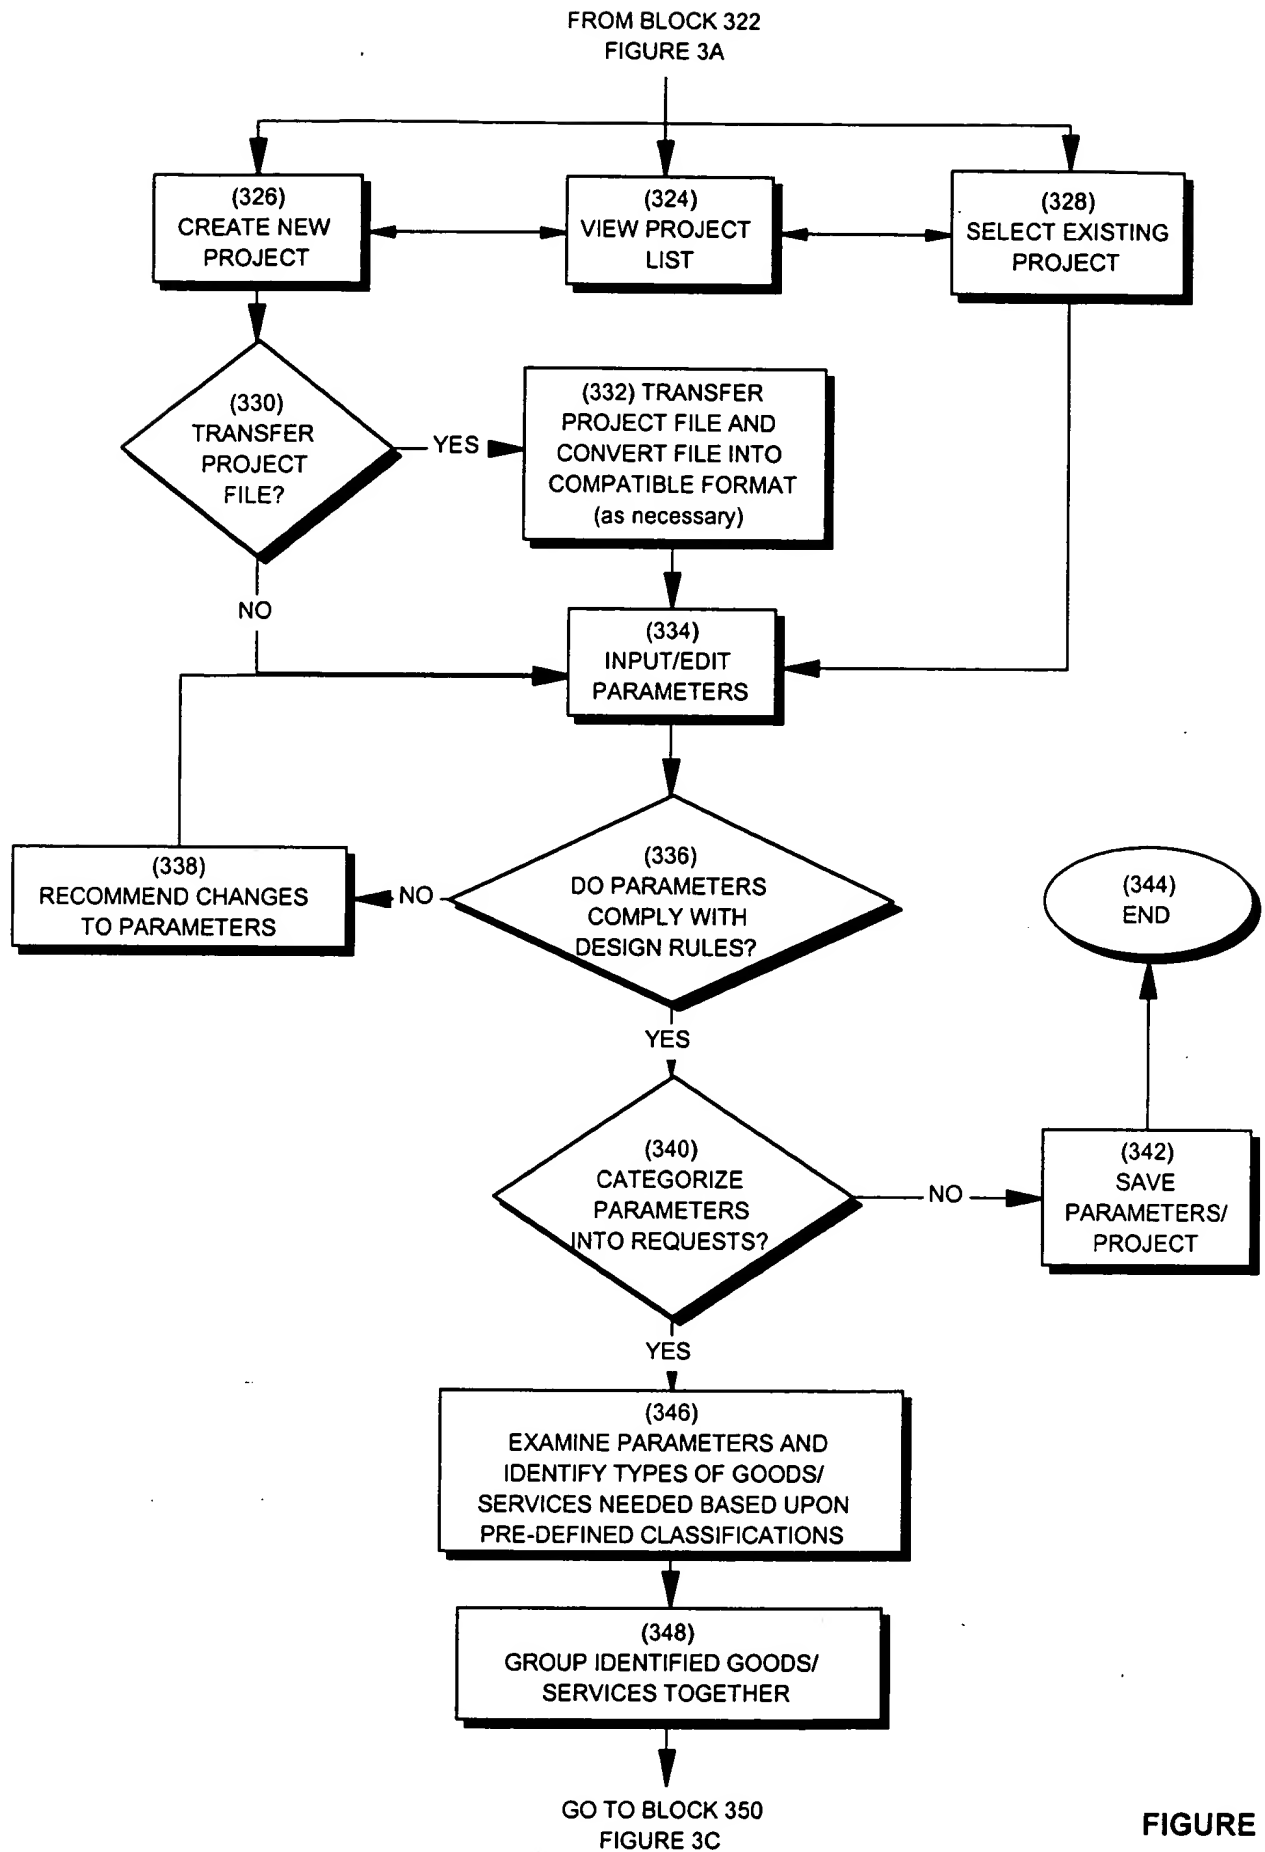 FROM BLOCK 322
FIGURE 3A
(326)
CREATE NEW
PROJECT
(324)
VIEW PROJECT
LIST
(328)
SELECT EXISTING
PROJECT
(330)
TRANSFER
PROJECT
FILE?
YES
(332) TRANSFER
PROJECT FILE AND
CONVERT FILE INTO
COMPATIBLE FORMAT
(as necessary)
NO
(334)
INPUT/EDIT
PARAMETERS
(336)
DO PARAMETERS
COMPLY WITH
DESIGN RULES?
NO
(338)
RECOMMEND CHANGES
TO PARAMETERS
(344)
END
YES
(340)
CATEGORIZE
PARAMETERS
INTO REQUESTS?
NO
(342)
SAVE
PARAMETERS/
PROJECT
YES
(346)
EXAMINE PARAMETERS AND
IDENTIFY TYPES OF GOODS/
SERVICES NEEDED BASED UPON
PRE-DEFINED CLASSIFICATIONS
(348)
GROUP IDENTIFIED GOODS/
SERVICES TOGETHER
GO TO BLOCK 350
FIGURE 3C
FIGURE